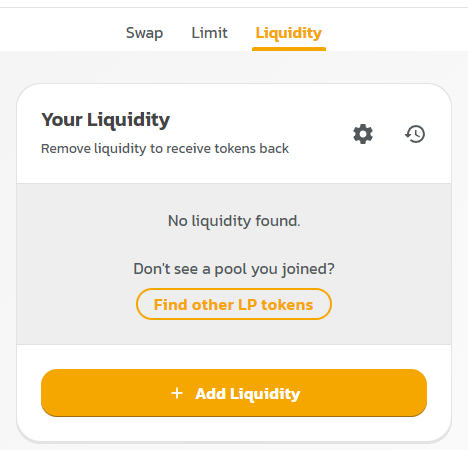 Swap Limit Liquidity
Your Liquidity
Remove liquidity to receive tokens back
No liquidity found.
Don't see a pool you joined?
Find other LP tokens
+ Add Liquidity